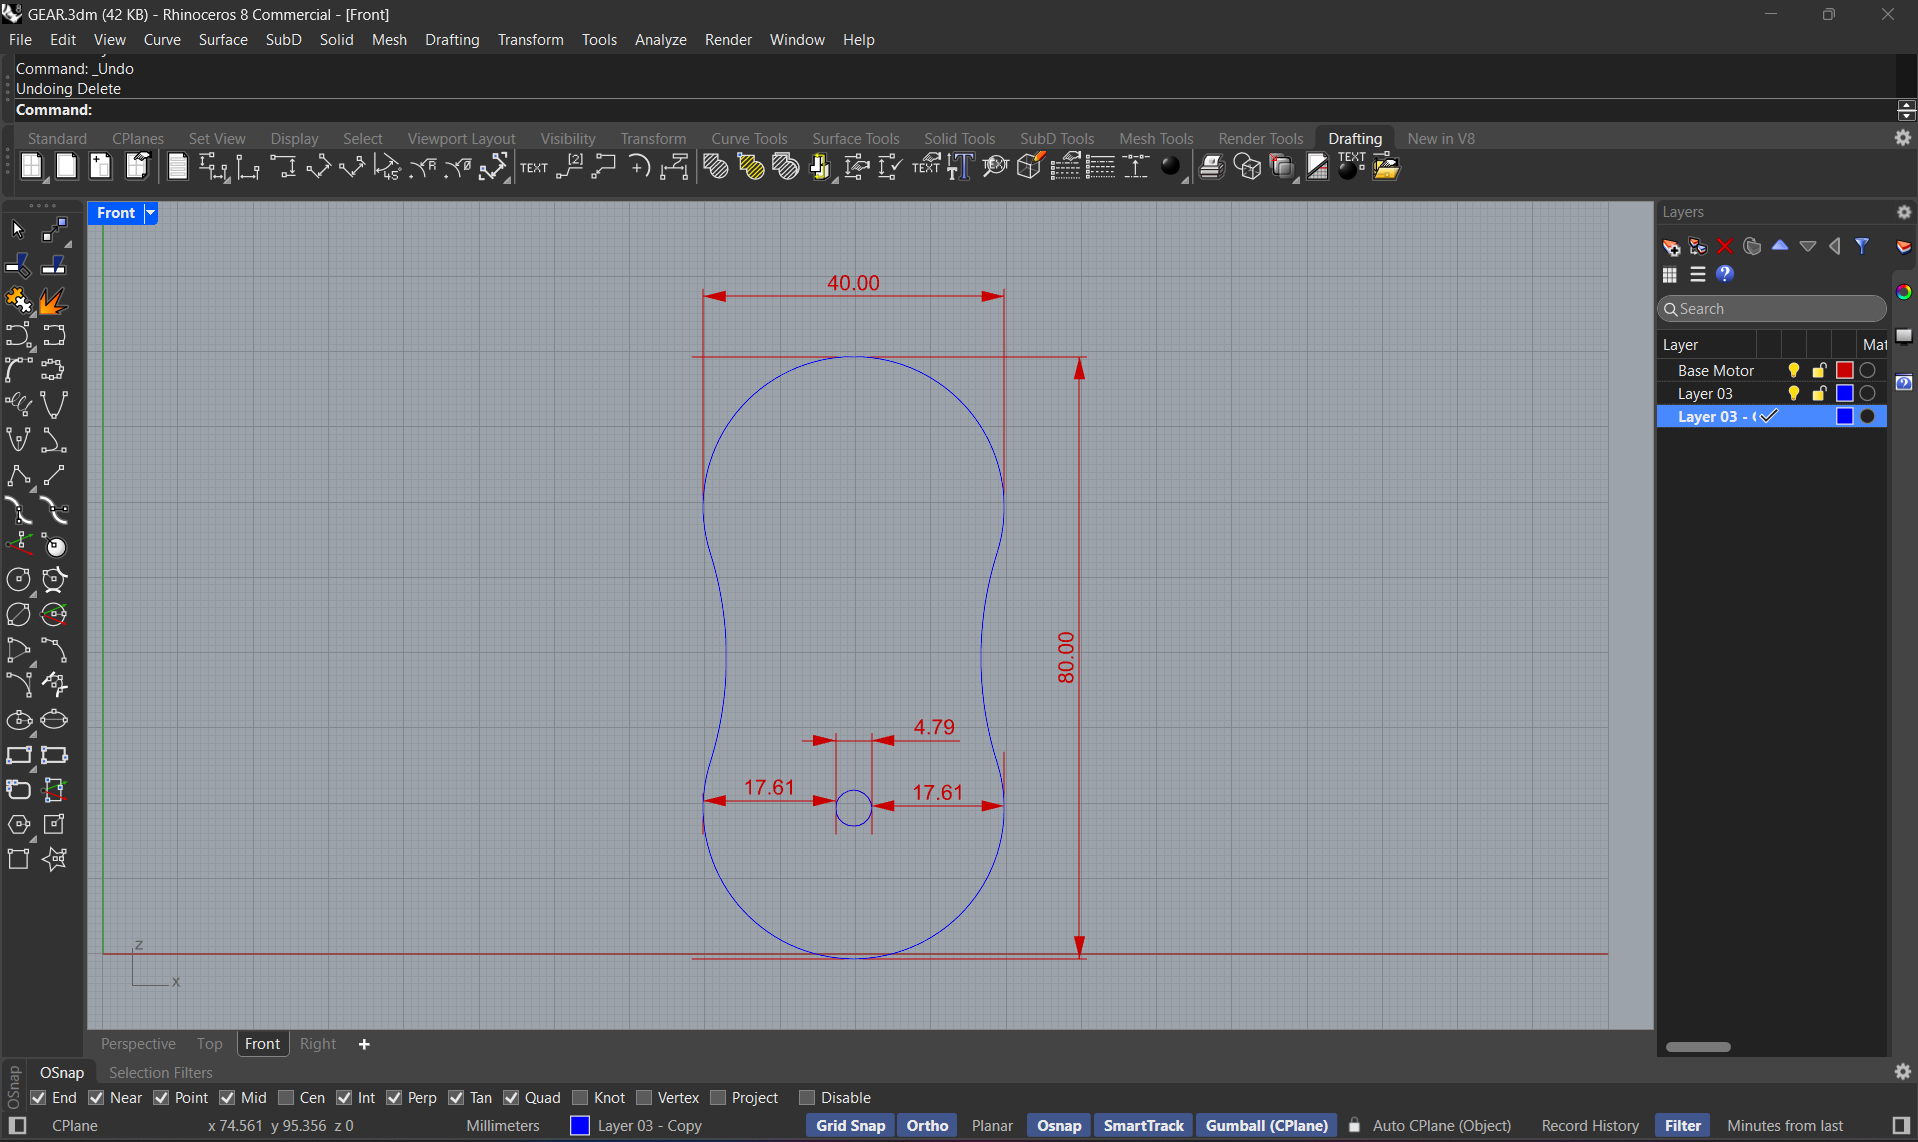 GEAR.3dm (42 KB) - Rhinoceros 8 Commercial - [Front]
File Edit View Curve Surface SubD Solid Mesh Drafting Transform Tools Analyze Render Window Help
Command: _Undo
Undoing Delete
Command:
Standard CPlanes Set View Display Select Viewport Layout Visibility Transform Curve Tools Surface Tools Solid Tools SubD Tools Mesh Tools Render Tools Drafting New in V8
45 TEXT [2] TEXT TEXT TEXT
Front
Layers
Search
Layer Mat
Base Motor
Layer 03
Layer 03 - (
40.00
80.00
4.79
17.61
17.61
z
x
Perspective Top Front Right +
OSnap Selection Filters
OSnap
End Near Point Mid Cen Int Perp Tan Quad Knot Vertex Project Disable
CPlane x 74.561 y 95.356 z 0 Millimeters Layer 03 - Copy Grid Snap Ortho Planar Osnap SmartTrack Gumball (CPlane) Auto CPlane (Object) Record History Filter Minutes from last